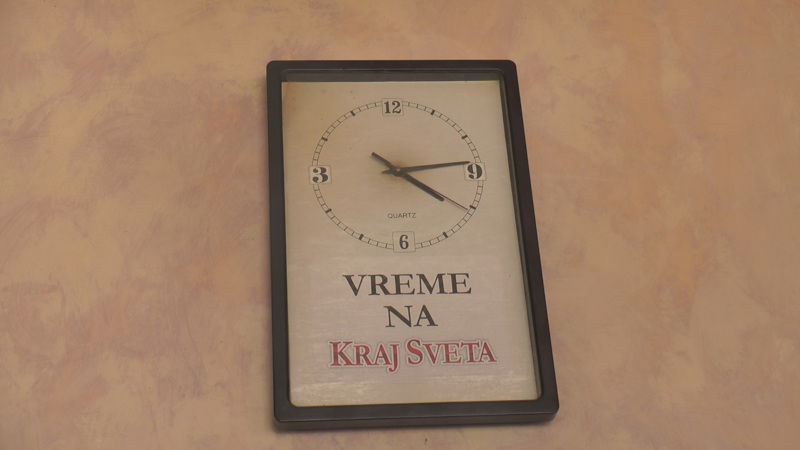 12
3 9
QUARTZ
6
VREME
NA
KRAJ SVETA